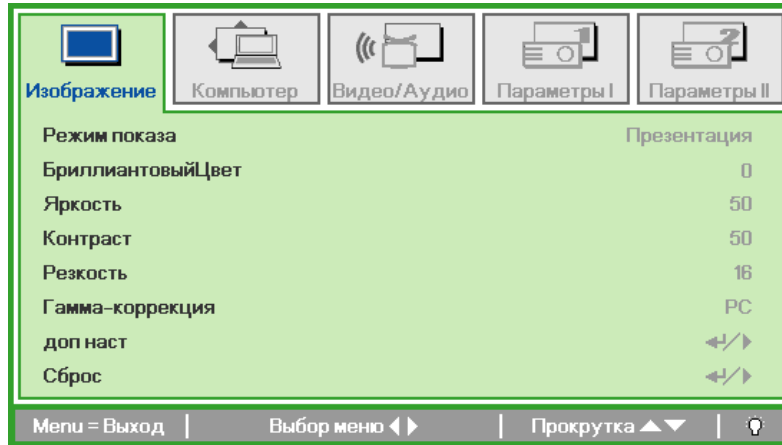 Изображение Компьютер Видео/Аудио Параметры I Параметры II
Режим показа Презентация
БриллиантовыйЦвет 0
Яркость 50
Контраст 50
Резкость 16
Гамма-коррекция PC
доп наст
Сброс
Menu = Выход Выбор меню Прокрутка